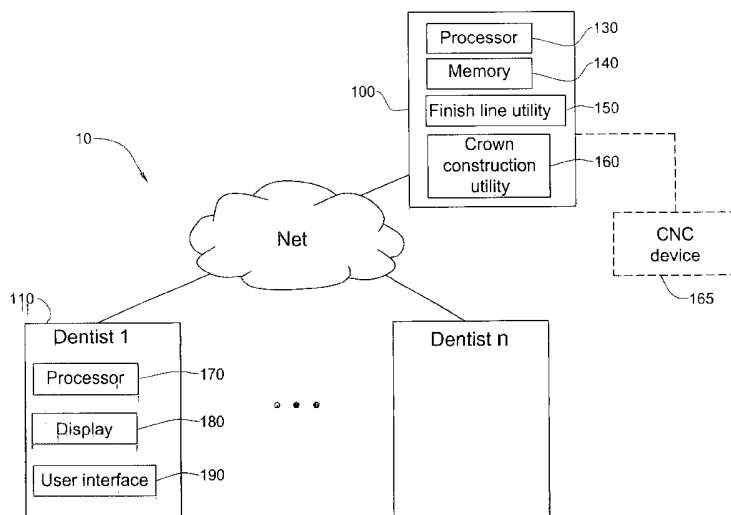 Processor
130
Memory
140
100
Finish line utility
150
10
Crown
construction
utility
160
Net
CNC
device
165
110
Dentist 1
Dentist n
Processor
170
Display
180
User interface
190